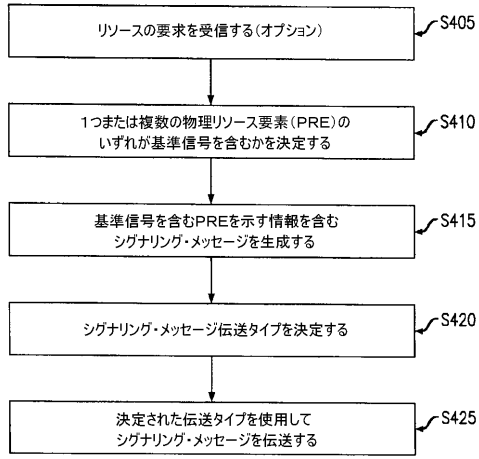 リソースの要求を受信する(オプション)
S405
1つまたは複数の物理リソース要素(PRE)の
いずれが基準信号を含むかを決定する
S410
基準信号を含むPREを示す情報を含む
シグナリング・メッセージを生成する
S415
シグナリング・メッセージ伝送タイプを決定する
S420
決定された伝送タイプを使用して
シグナリング・メッセージを伝送する
S425